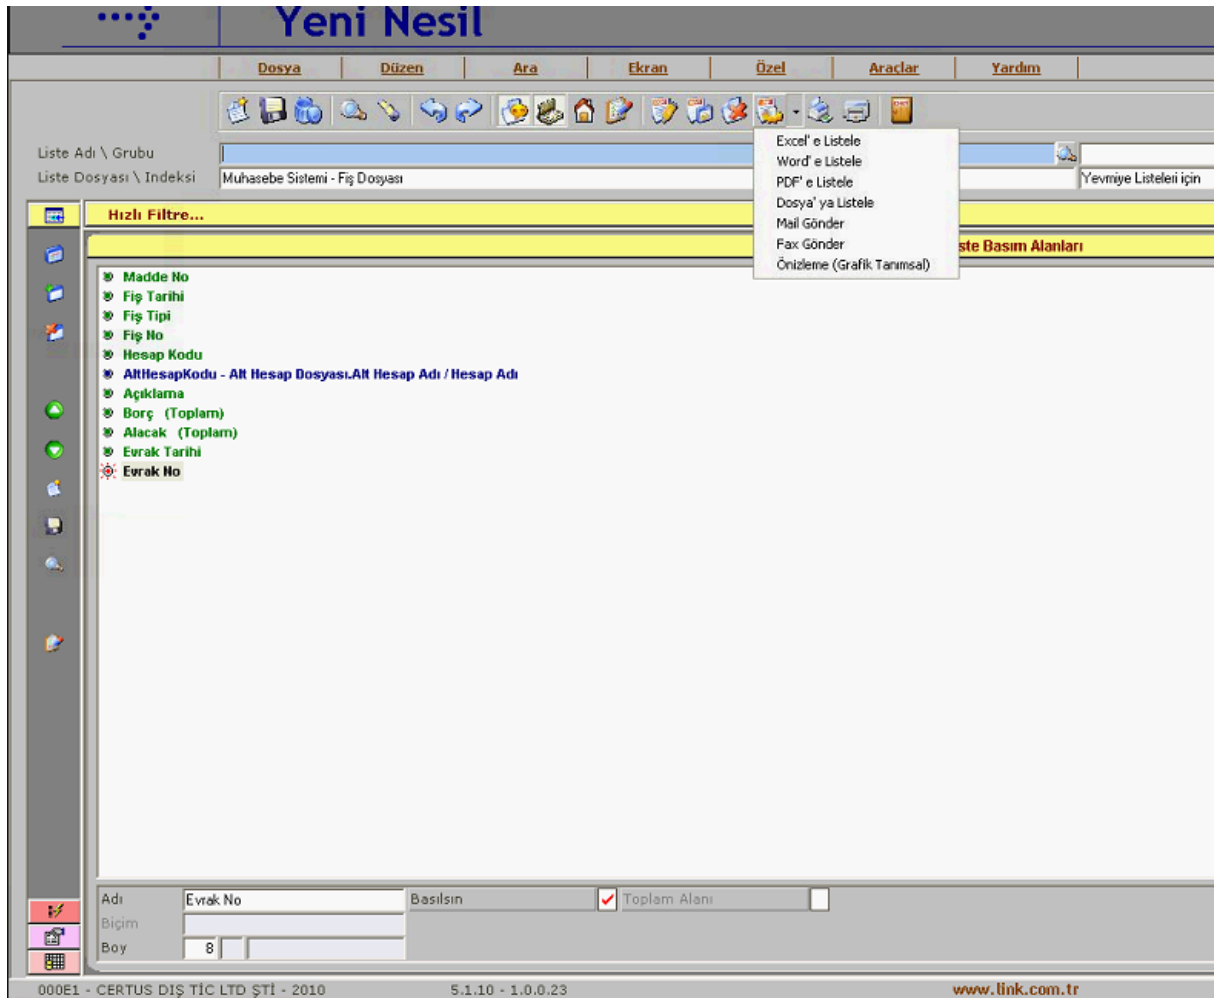 Yeni Nesil
Dosya Düzen Ara Ekran Özel Araçlar Yardım
Excel' e Listele
Word' e Listele
PDF' e Listele
Dosya' ya Listele
Mail Gönder
Fax Gönder
Önizleme (Grafik Tanımsal)
Liste Adı \ Grubu
Liste Dosyası \ İndeksi Muhasebe Sistemi - Fiş Dosyası Yevmiye Listeleri için
Hızlı Filtre...
ste Basım Alanları
Madde No
Fiş Tarihi
Fiş Tipi
Fiş No
Hesap Kodu
AltHesapKodu - Alt Hesap Dosyası.Alt Hesap Adı / Hesap Adı
Açıklama
Borç (Toplam)
Alacak (Toplam)
Evrak Tarihi
Evrak No
Adı Evrak No Basılsın Toplam Alanı
Biçim
Boy 8
000E1 - CERTUS DIŞ TİC LTD ŞTİ - 2010 5.1.10 - 1.0.0.23 www.link.com.tr